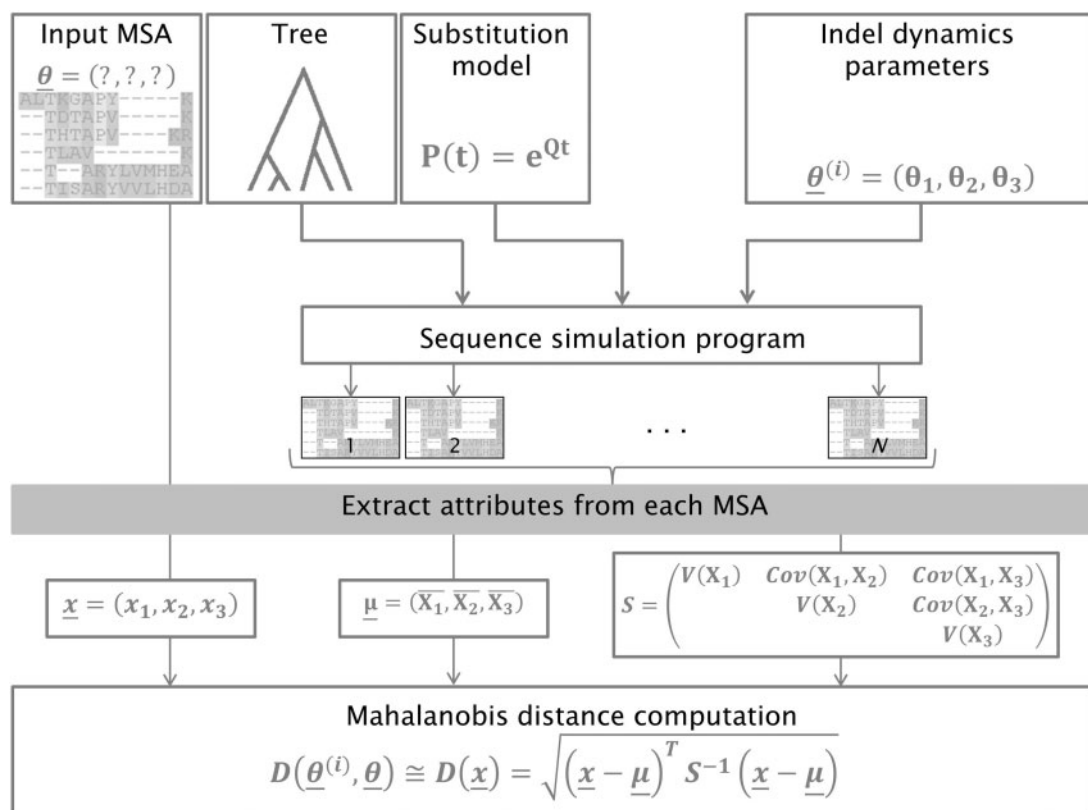 Input MSA
θ = (?,?,?)
ALTKGAPY-----K
--TDTAPV-----K
--THTAPV----KR
--TLAV-------K
--T--ARYLVMHEA
--TISARYVVLHDA
Tree
Substitution
model
P(t) = e^Qt
Indel dynamics
parameters
θ^(i) = (θ₁, θ₂, θ₃)
Sequence simulation program
1
2
. . .
N
Extract attributes from each MSA
x = (x₁, x₂, x₃)
μ = (X̅₁, X̅₂, X̅₃)
S = ( V(X₁) Cov(X₁, X₂) Cov(X₁, X₃)
V(X₂) Cov(X₂, X₃)
V(X₃) )
Mahalanobis distance computation
D(θ^(i), θ) ≅ D(x) = √((x − μ)^T S^−1 (x − μ))